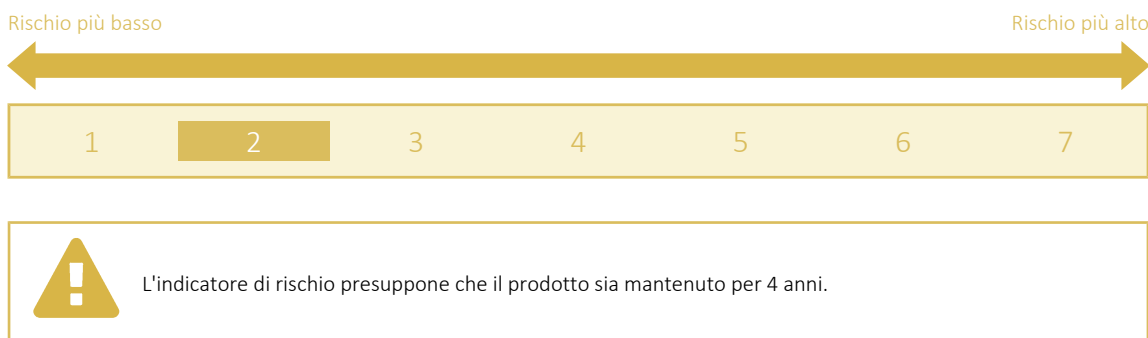 Rischio più basso Rischio più alto
1 2 3 4 5 6 7
L'indicatore di rischio presuppone che il prodotto sia mantenuto per 4 anni.